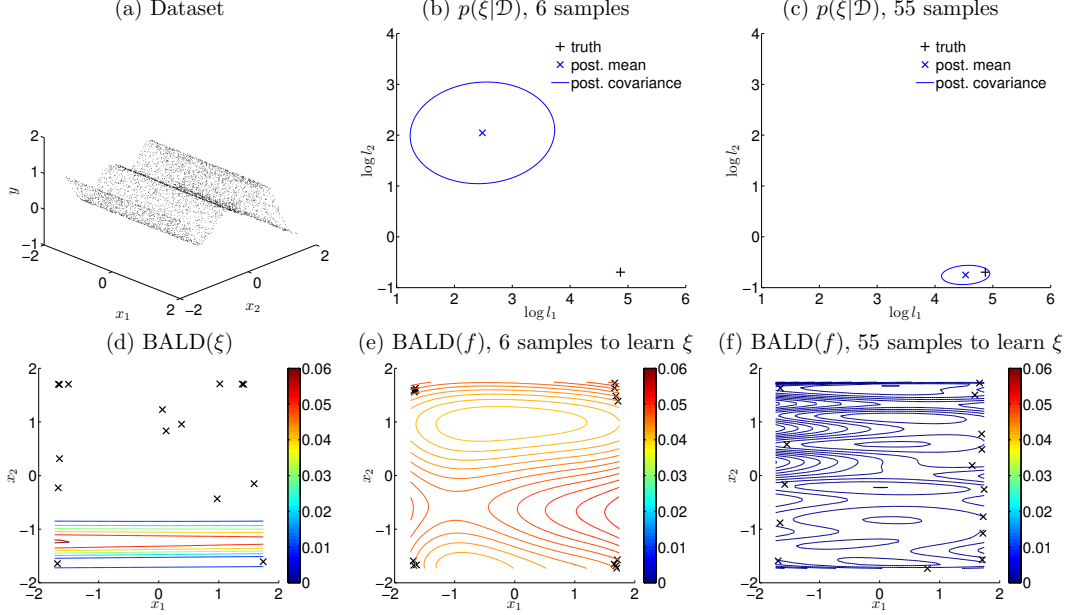 (a) Dataset
2
1
0
−1
−2
y
0
2
−2
0
2
x₁
x₂
(b) p(ξ|𝒟), 6 samples
4
3
2
1
0
−1
log l₂
+ truth
× post. mean
— post. covariance
1 2 3 4 5 6
log l₁
(c) p(ξ|𝒟), 55 samples
4
3
2
1
0
−1
log l₂
+ truth
× post. mean
— post. covariance
1 2 3 4 5 6
log l₁
(d) BALD(ξ)
2
1
0
−1
−2
x₂
−2 −1 0 1 2
x₁
0.06
0.05
0.04
0.03
0.02
0.01
0
(e) BALD(f), 6 samples to learn ξ
2
1
0
−1
−2
x₂
−2 −1 0 1 2
x₁
0.06
0.05
0.04
0.03
0.02
0.01
0
(f) BALD(f), 55 samples to learn ξ
2
1
0
−1
−2
x₂
−2 −1 0 1 2
x₁
0.06
0.05
0.04
0.03
0.02
0.01
0